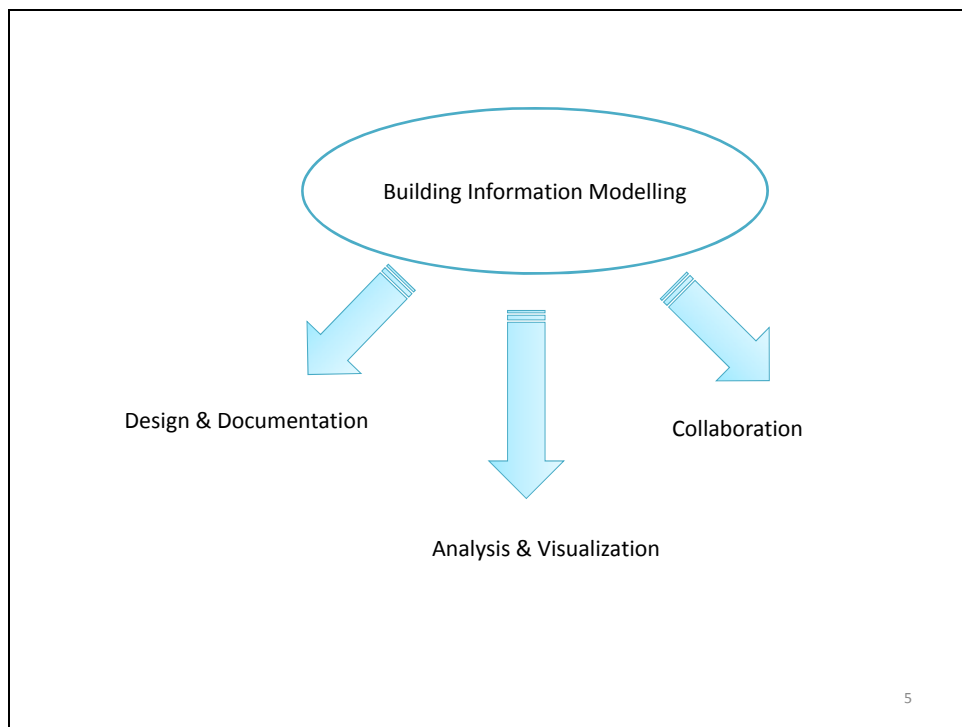 Building Information Modelling
Design & Documentation
Collaboration
Analysis & Visualization
5